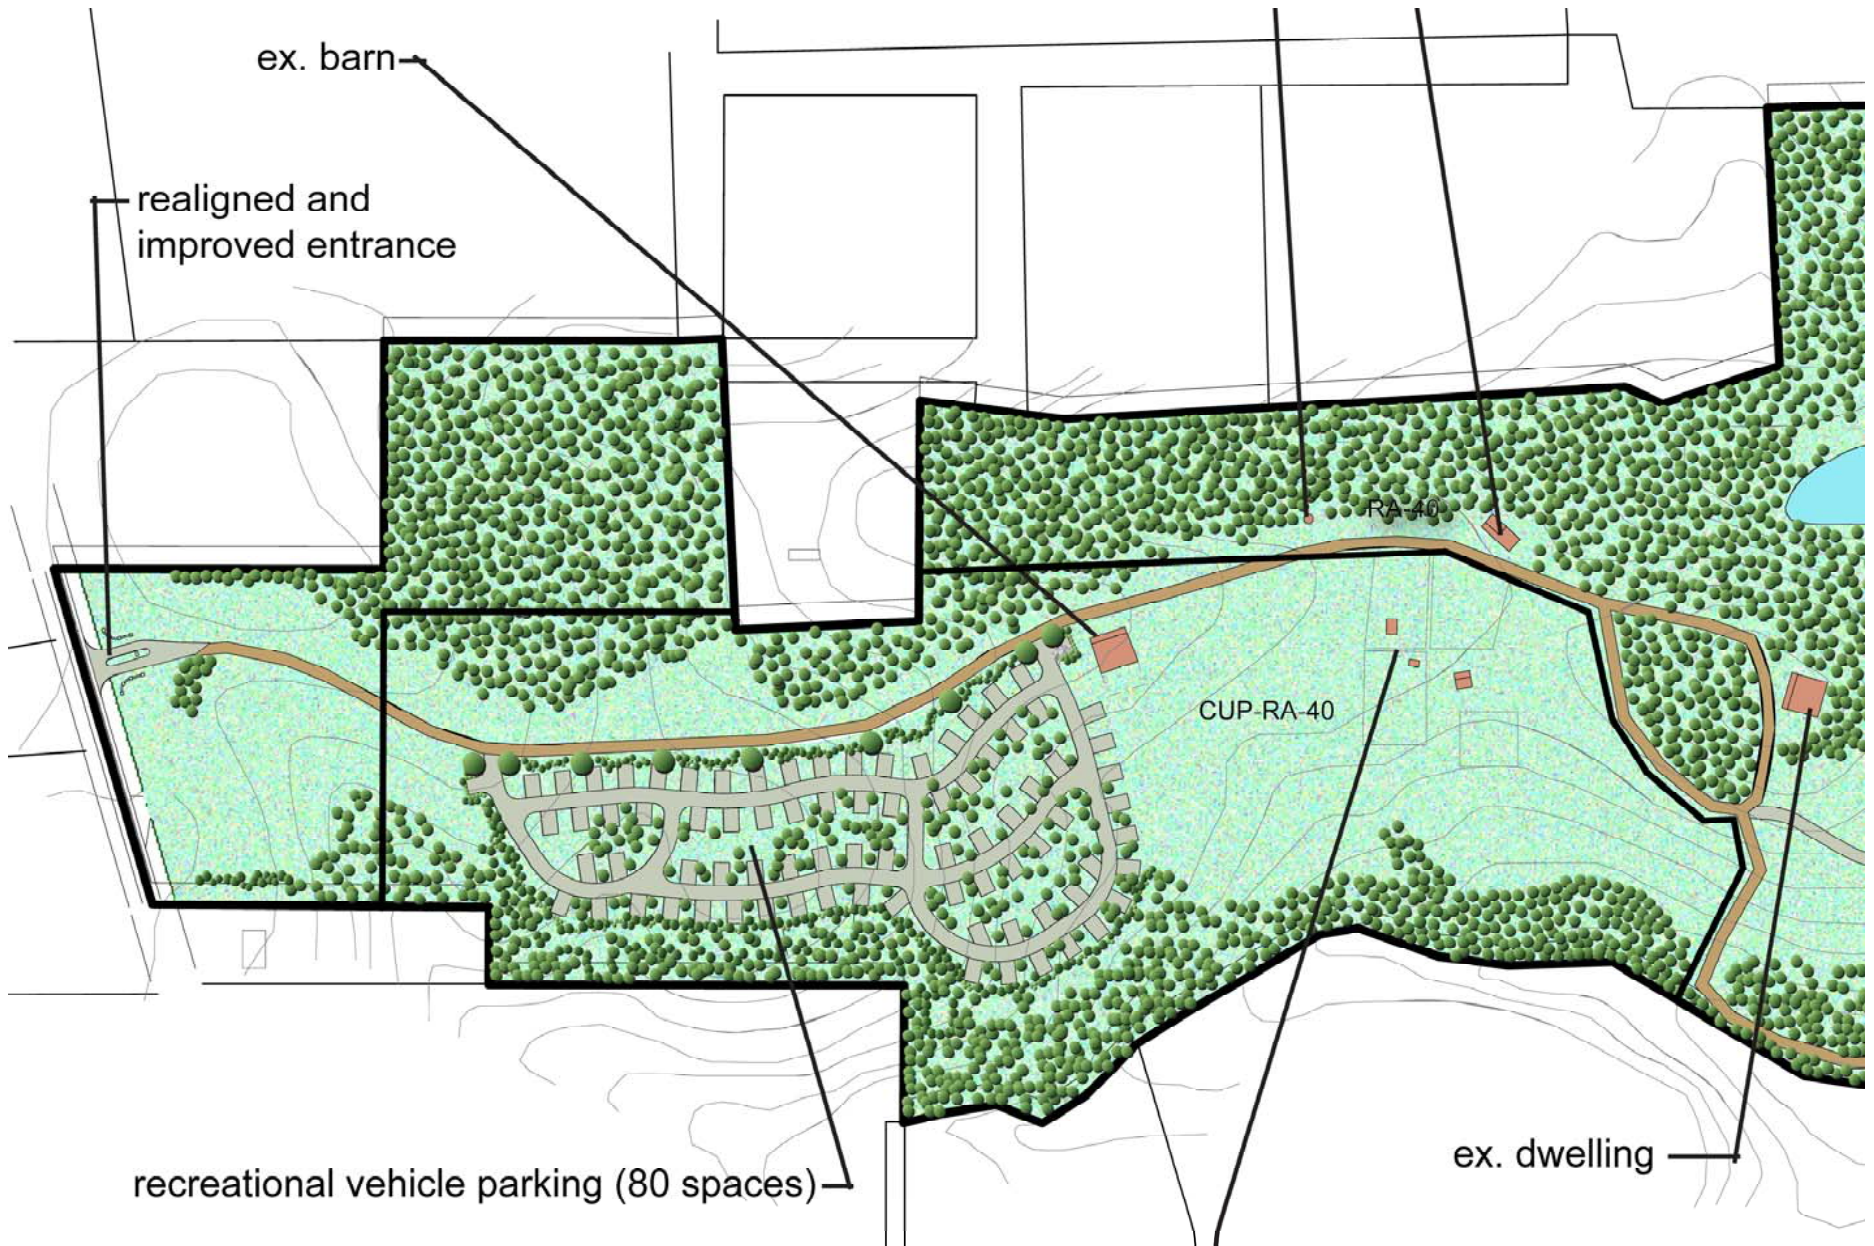 ex. barn
realigned and
improved entrance
RA-40
CUP-RA-40
ex. dwelling
recreational vehicle parking (80 spaces)